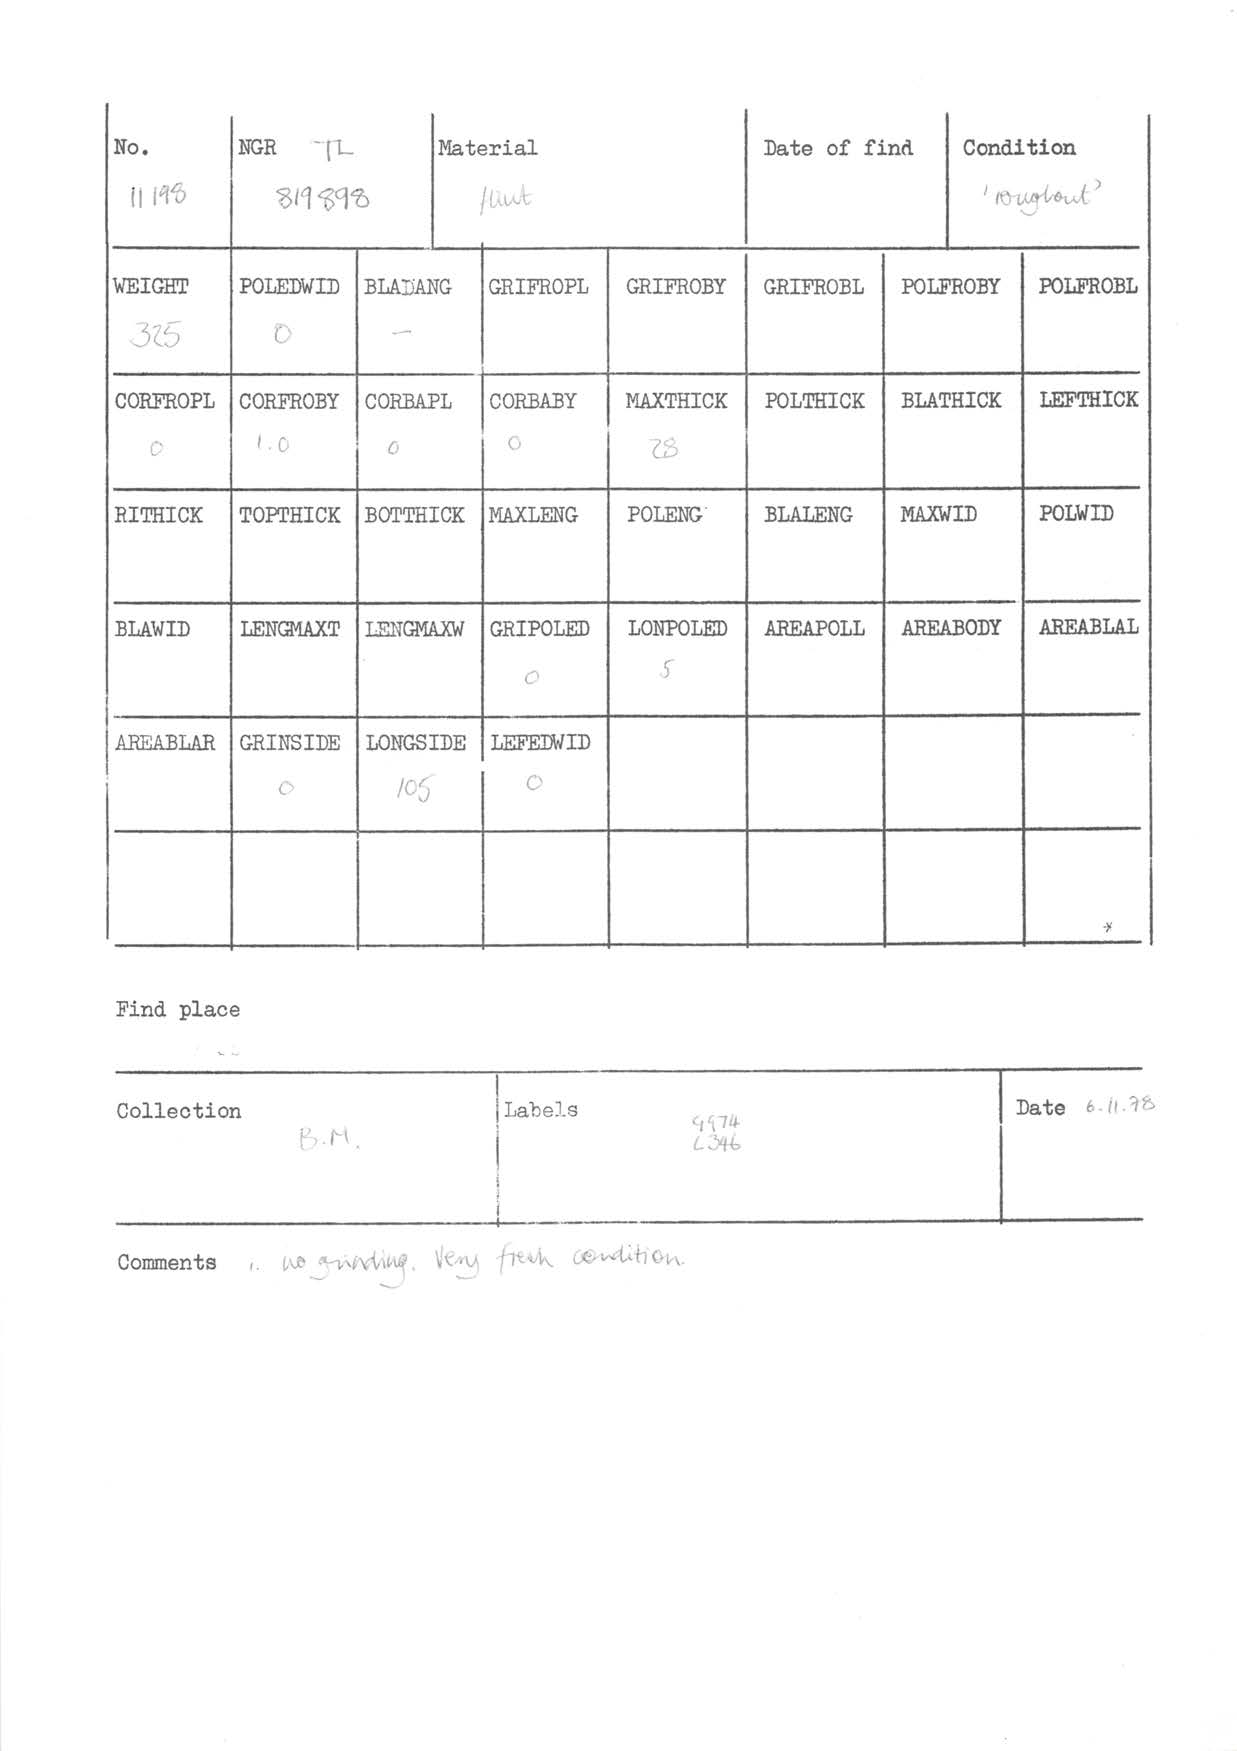 No. NGR TL Material Date of find Condition
11198 819898 flint 'roughout'
WEIGHT POLEDWID BLADANG GRIFROPL GRIFROBY GRIFROBL POLFROBY POLFROBL
325 0 —
CORFROPL CORFROBY CORBAPL CORBABY MAXTHICK POLTHICK BLATHICK LEFTHICK
0 1.0 0 0 28
RITHICK TOPTHICK BOTTHICK MAXLENG POLENG BLALENG MAXWID POLWID
BLAWID LENGMAXT LENGMAXW GRIPOLED LONPOLED AREAPOLL AREABODY AREABLAL
0 5
AREABLAR GRINSIDE LONGSIDE LEFEDWID
0 105 0
*
Find place
Collection Labels Date 6.11.78
B.M. G974
L346
Comments 1. no grinding. Very fresh condition.